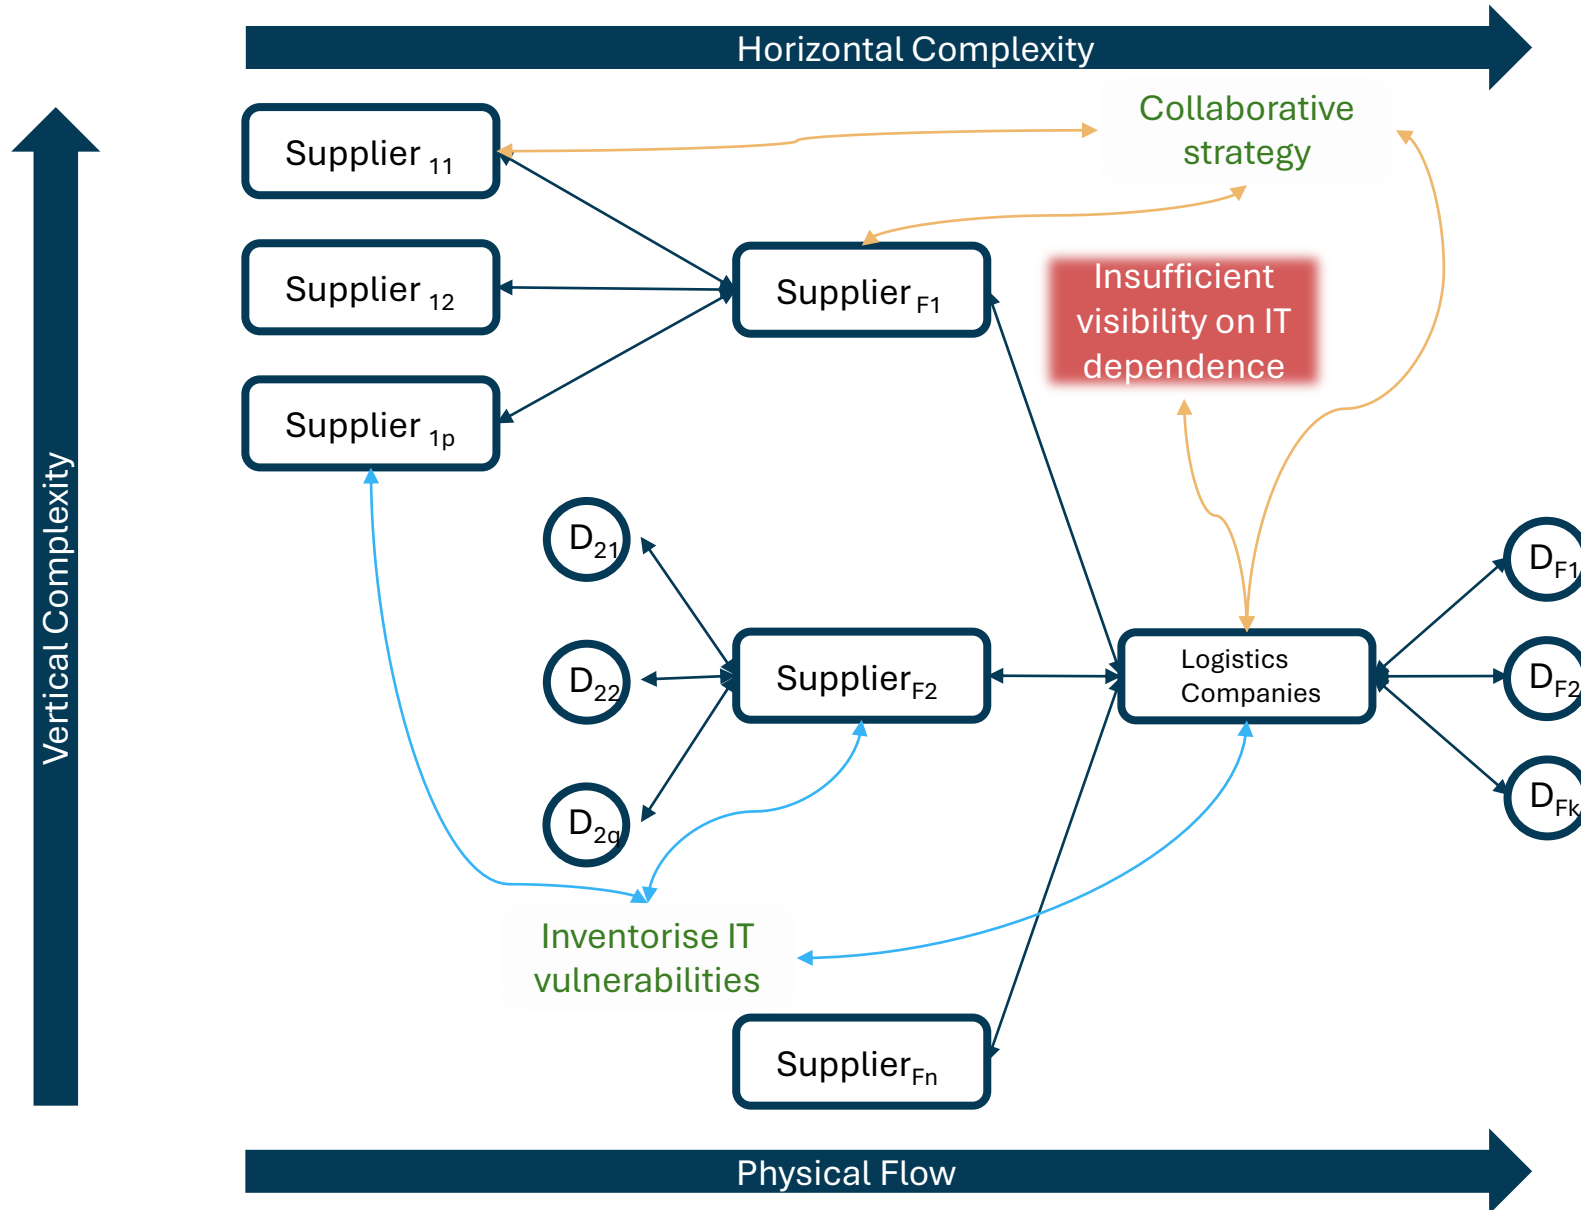 Horizontal Complexity
Collaborative
strategy
Supplier 11
Supplier 12
Supplier F1
Insufficient
visibility on IT
dependence
Supplier 1p
Vertical Complexity
D21
D22
D2q
SupplierF2
Logistics
Companies
DF1
DF2
DFk
Inventorise IT
vulnerabilities
SupplierFn
Physical Flow